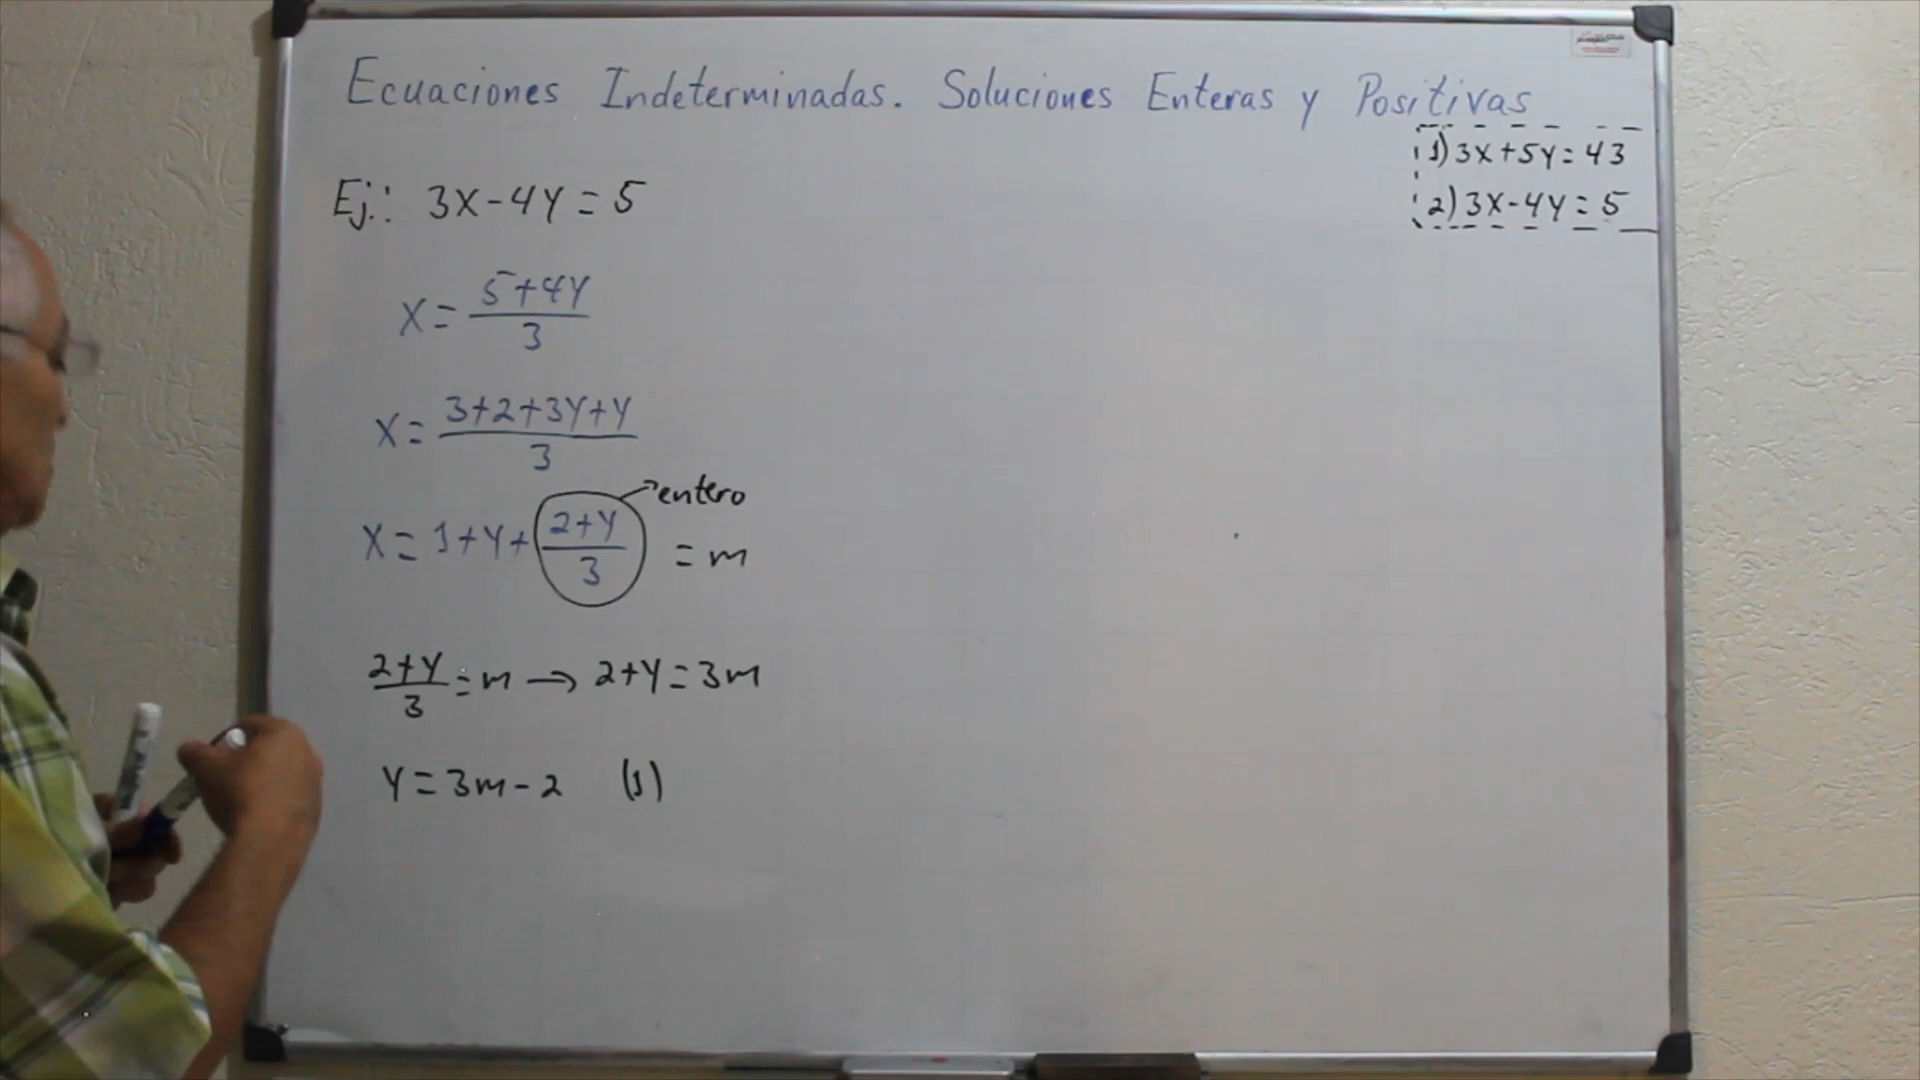 Ecuaciones Indeterminadas. Soluciones Enteras y Positivas
1) 3x+5y=43
2) 3x-4y=5
Ej.: 3x-4y=5
x= 5+4y
3
x= 3+2+3y+y
3
entero
x= 1+y+ 2+y = m
3
2+y = m → 2+y=3m
3
y=3m-2 (1)